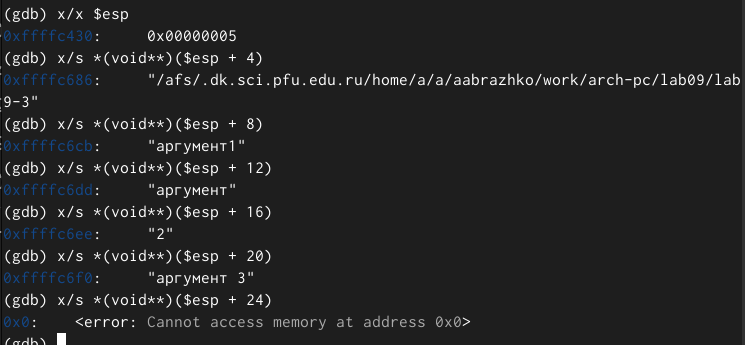 (gdb) x/x $esp
0xffffc430:     0x00000005
(gdb) x/s *(void**)($esp + 4)
0xffffc686:     "/afs/.dk.sci.pfu.edu.ru/home/a/a/aabrazhko/work/arch-pc/lab09/lab
9-3"
(gdb) x/s *(void**)($esp + 8)
0xffffc6cb:     "аргумент1"
(gdb) x/s *(void**)($esp + 12)
0xffffc6dd:     "аргумент"
(gdb) x/s *(void**)($esp + 16)
0xffffc6ee:     "2"
(gdb) x/s *(void**)($esp + 20)
0xffffc6f0:     "аргумент 3"
(gdb) x/s *(void**)($esp + 24)
0x0:    <error: Cannot access memory at address 0x0>
(gdb)